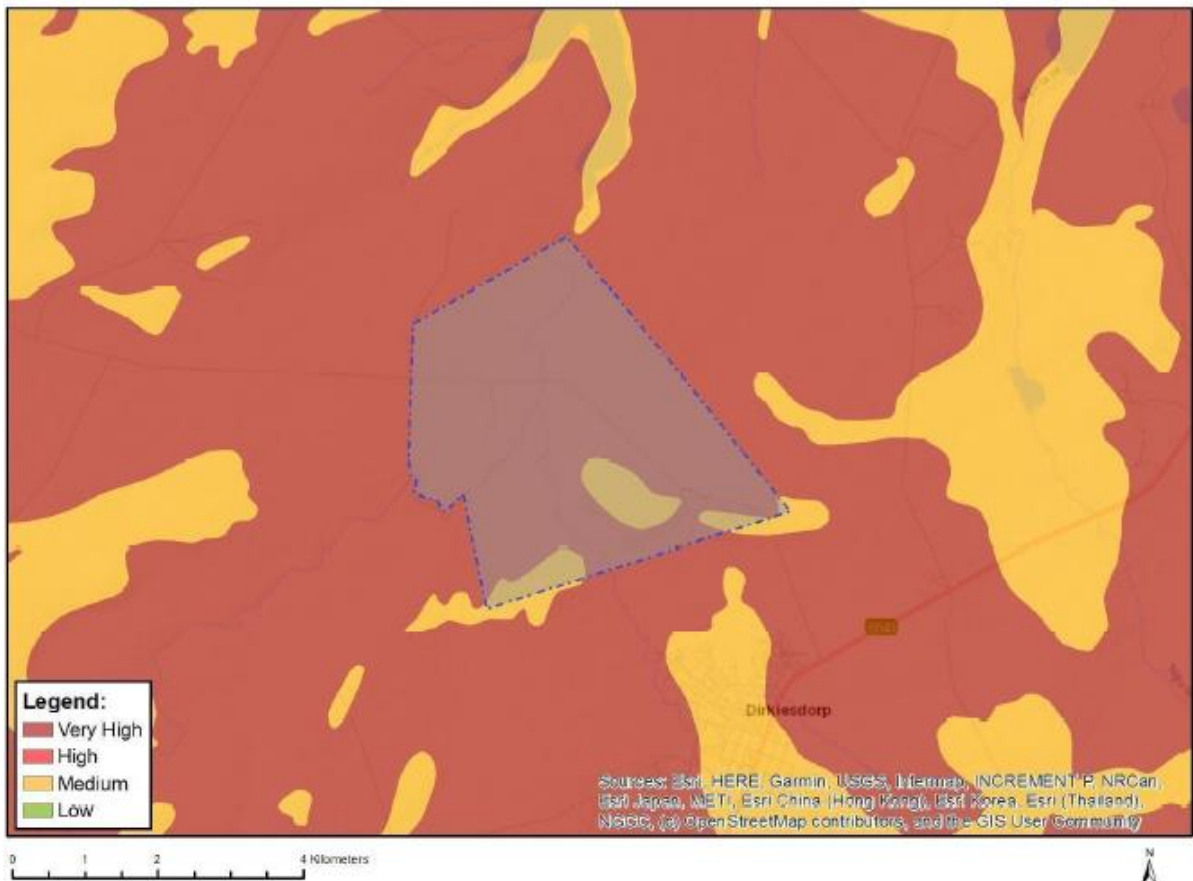 Dirkiesdorp
Legend:
Very High
High
Medium
Low
Sources: Esri, HERE, Garmin, USGS, Intermap, INCREMENT P, NRCan,
Esri Japan, METI, Esri China (Hong Kong), Esri Korea, Esri (Thailand),
NGCC, (c) OpenStreetMap contributors, and the GIS User Community
0 1 2 4 Kilometers
N